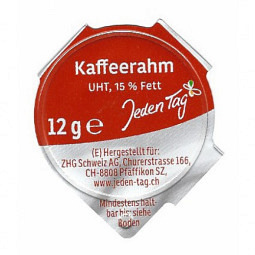 Kaffeerahm
UHT, 15 % Fett
Jeden Tag
12 g e
(E) Hergestellt für:
ZHG Schweiz AG, Churerstrasse 166,
CH-8808 Pfäffikon SZ,
www.jeden-tag.ch
Mindestens halt-
bar bis: siehe
Boden